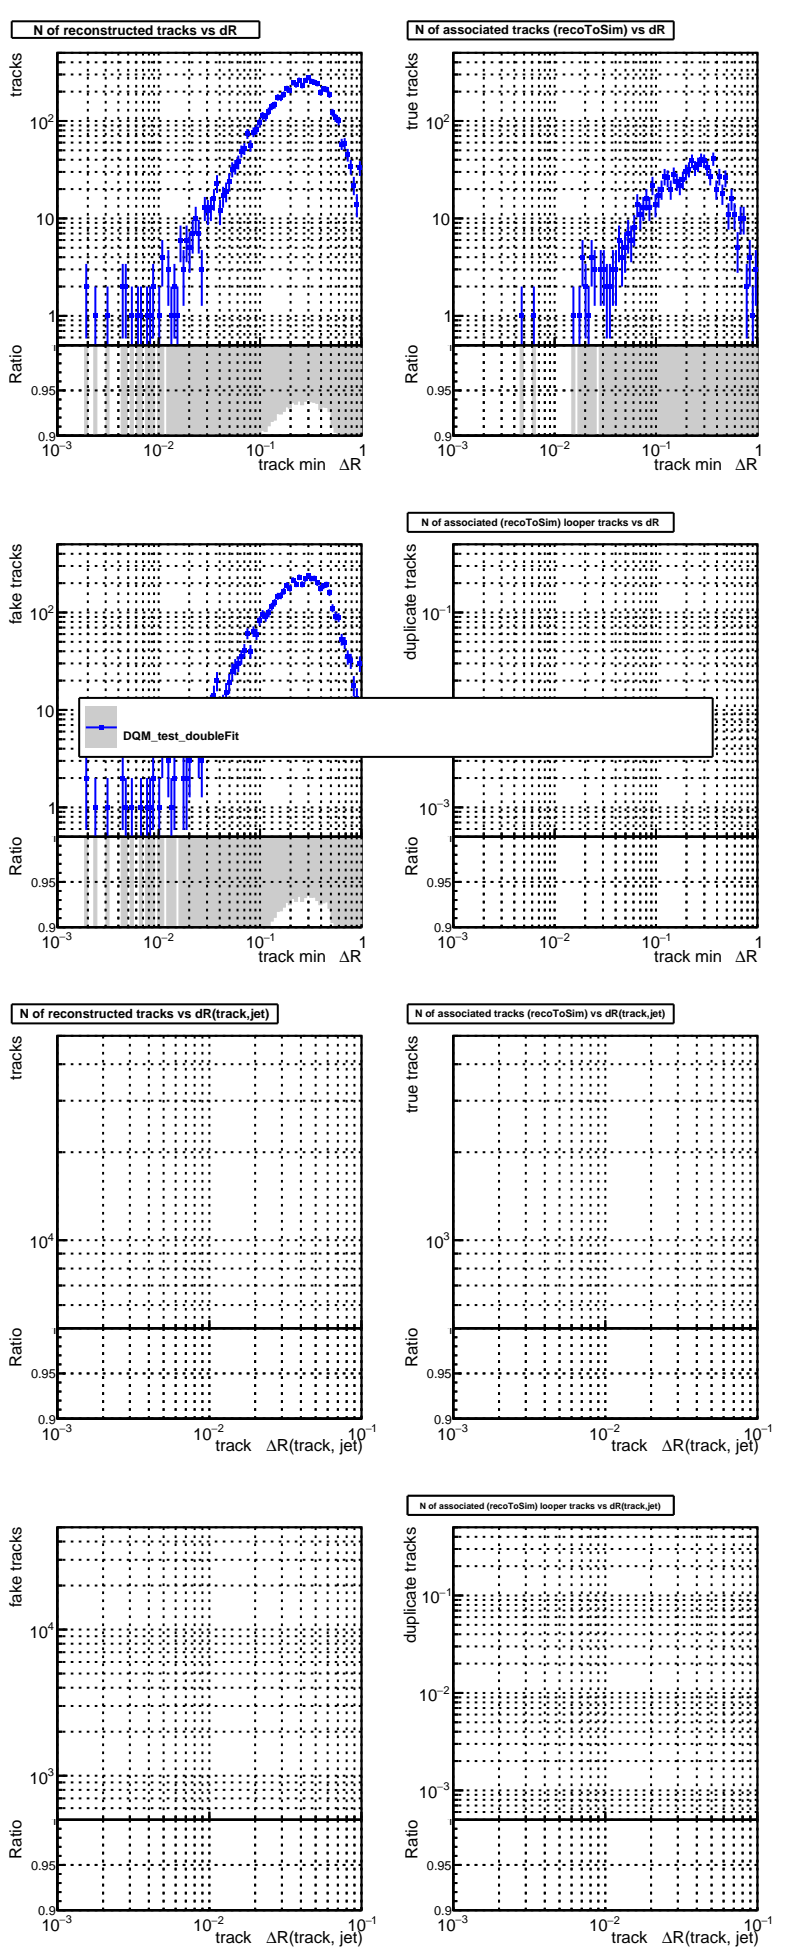 N of reconstructed tracks vs dR
tracks
10²
10
1
Ratio
0.95
0.9
10⁻³
10⁻²
10⁻¹
1
track min ΔR
N of associated tracks (recoToSim) vs dR
true tracks
10²
10
1
Ratio
0.95
0.9
10⁻³
10⁻²
10⁻¹
1
track min ΔR
fake tracks
10²
10
1
Ratio
0.95
0.9
10⁻³
10⁻²
10⁻¹
1
track min ΔR
N of associated (recoToSim) looper tracks vs dR
duplicate tracks
10⁻¹
10⁻³
Ratio
0.95
0.9
10⁻³
10⁻²
10⁻¹
1
track min ΔR
DQM_test_doubleFit
N of reconstructed tracks vs dR(track,jet)
tracks
10⁴
Ratio
0.95
0.9
10⁻³
10⁻²
10⁻¹
track ΔR(track, jet)
N of associated tracks (recoToSim) vs dR(track,jet)
true tracks
10³
Ratio
0.95
0.9
10⁻³
10⁻²
10⁻¹
track ΔR(track, jet)
fake tracks
10⁴
10³
Ratio
0.95
0.9
10⁻³
10⁻²
10⁻¹
track ΔR(track, jet)
N of associated (recoToSim) looper tracks vs dR(track,jet)
duplicate tracks
10⁻¹
10⁻²
10⁻³
Ratio
0.95
0.9
10⁻³
10⁻²
10⁻¹
track ΔR(track, jet)